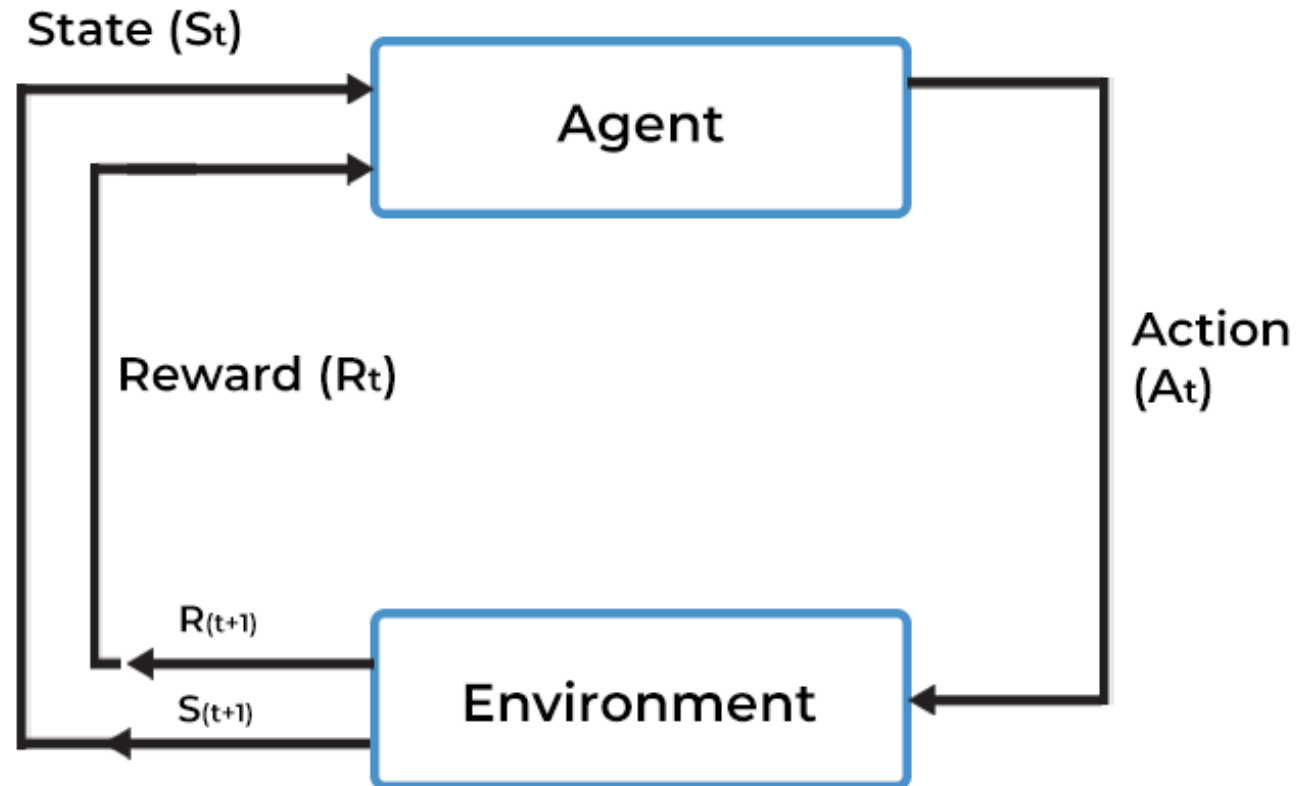 State (St)
Agent
Action
(At)
Reward (Rt)
R(t+1)
S(t+1)
Environment